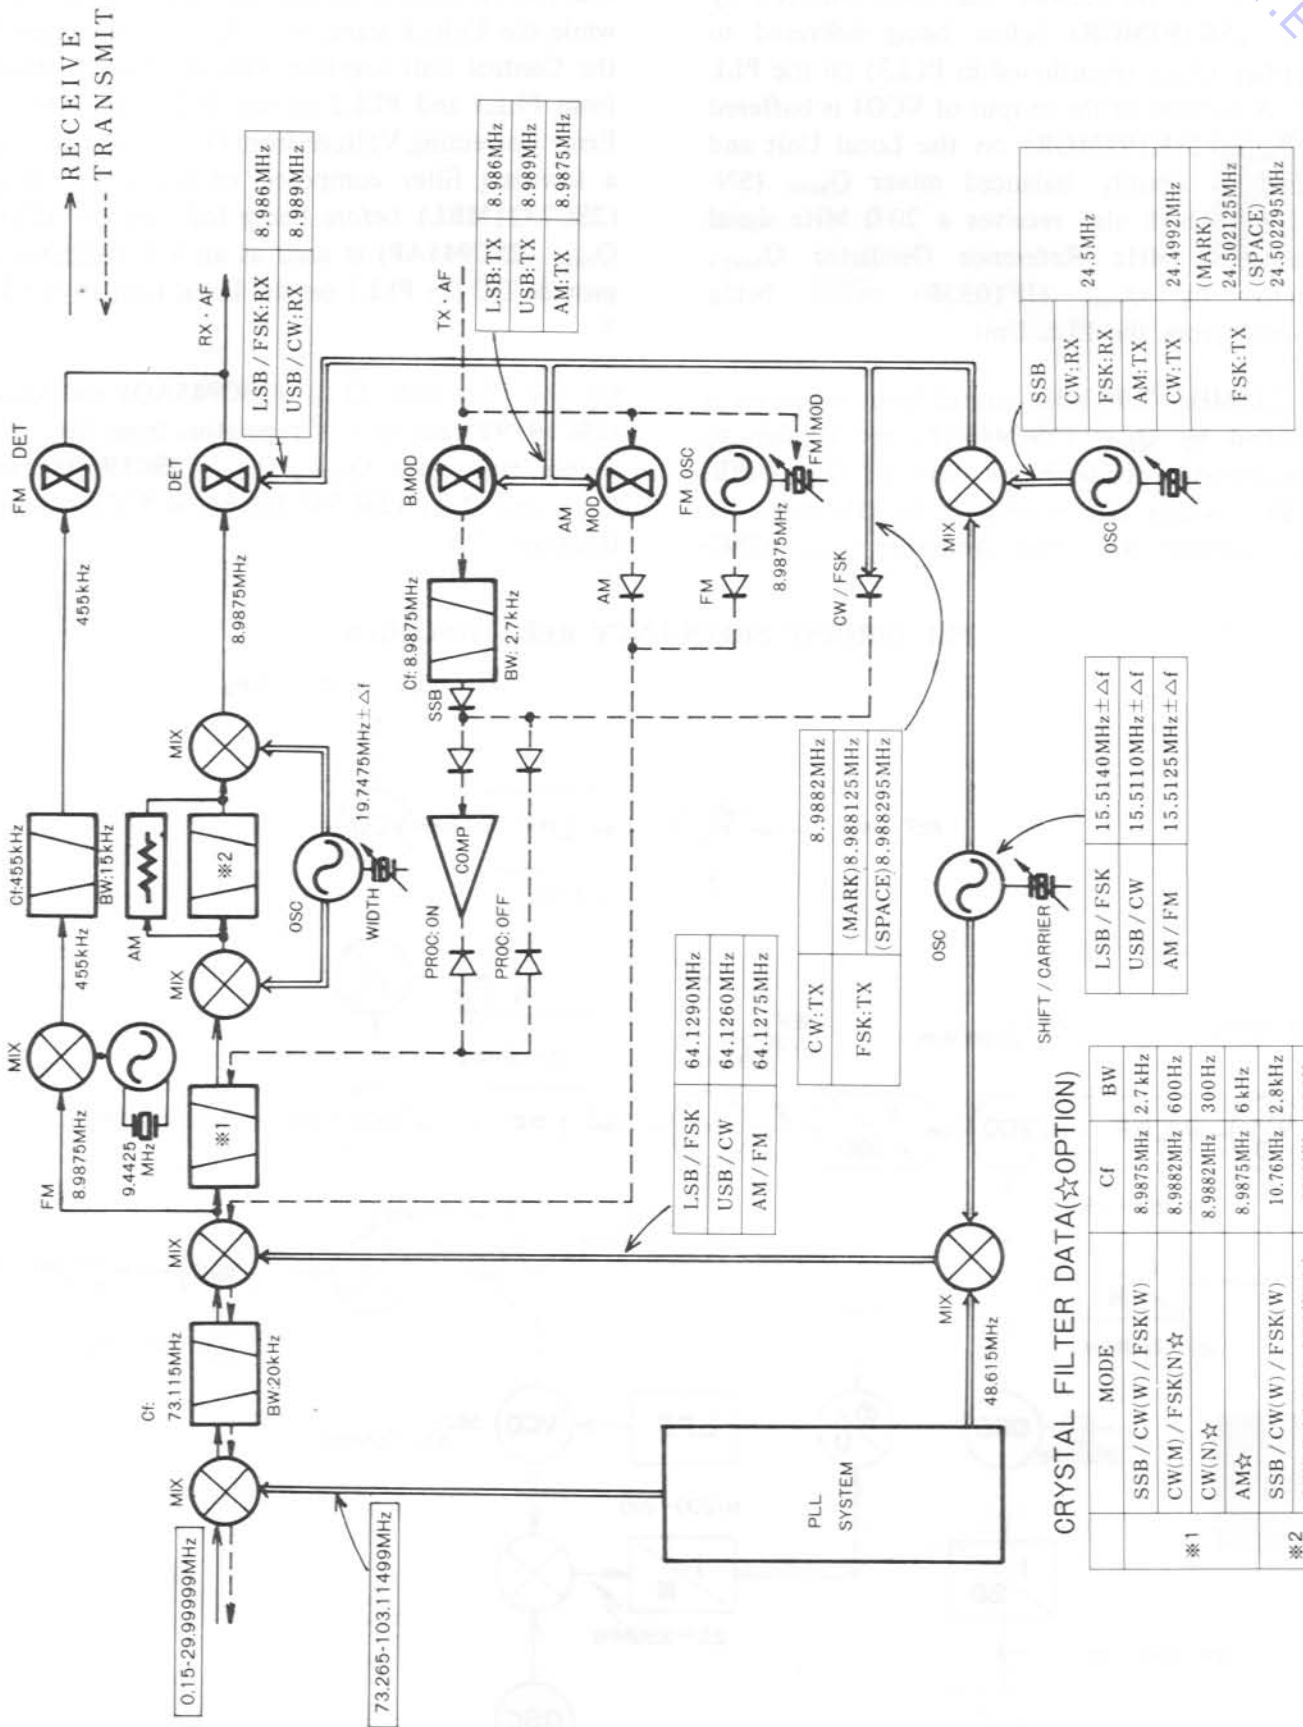 RECEIVE
TRANSMIT
0.15-29.99999MHz
MIX
Cf:
73.115MHz
BW:20kHz
MIX
FM
8.9875MHz
MIX
9.4425
MHz
455kHz
Cf:455kHz
BW:15kHz
455kHz
FM DET
※1
MIX
AM
※2
MIX
OSC
WIDTH
19.7475MHz±△f
8.9875MHz
DET
RX・AF
LSB / FSK:RX 8.986MHz
USB / CW:RX 8.989MHz
PROC: ON
COMP
PROC: OFF
SSB
Cf: 8.9875MHz
BW: 2.7kHz
B.MOD
TX・AF
LSB:TX 8.986MHz
USB:TX 8.989MHz
AM:TX 8.9875MHz
AM
AM
MOD
FM
FM OSC
8.9875MHz
FM MOD
CW / FSK
73.265-103.11499MHz
PLL
SYSTEM
48.615MHz
MIX
LSB / FSK 64.1290MHz
USB / CW 64.1260MHz
AM / FM 64.1275MHz
CW:TX 8.9882MHz
FSK:TX (MARK)8.988125MHz
(SPACE)8.988295MHz
OSC
SHIFT / CARRIER
LSB / FSK 15.5140MHz±△f
USB / CW 15.5110MHz±△f
AM / FM 15.5125MHz±△f
MIX
OSC
SSB
CW:RX 24.5MHz
FSK:RX
AM:TX
CW:TX 24.4992MHz
FSK:TX (MARK)
24.502125MHz
(SPACE)
24.502295MHz
CRYSTAL FILTER DATA(☆OPTION)
MODE Cf BW
※1 SSB / CW(W) / FSK(W) 8.9875MHz 2.7kHz
CW(M) / FSK(N)☆ 8.9882MHz 600Hz
CW(N)☆ 8.9882MHz 300Hz
AM☆ 8.9875MHz 6kHz
※2 SSB / CW(W) / FSK(W) 10.76MHz 2.8kHz